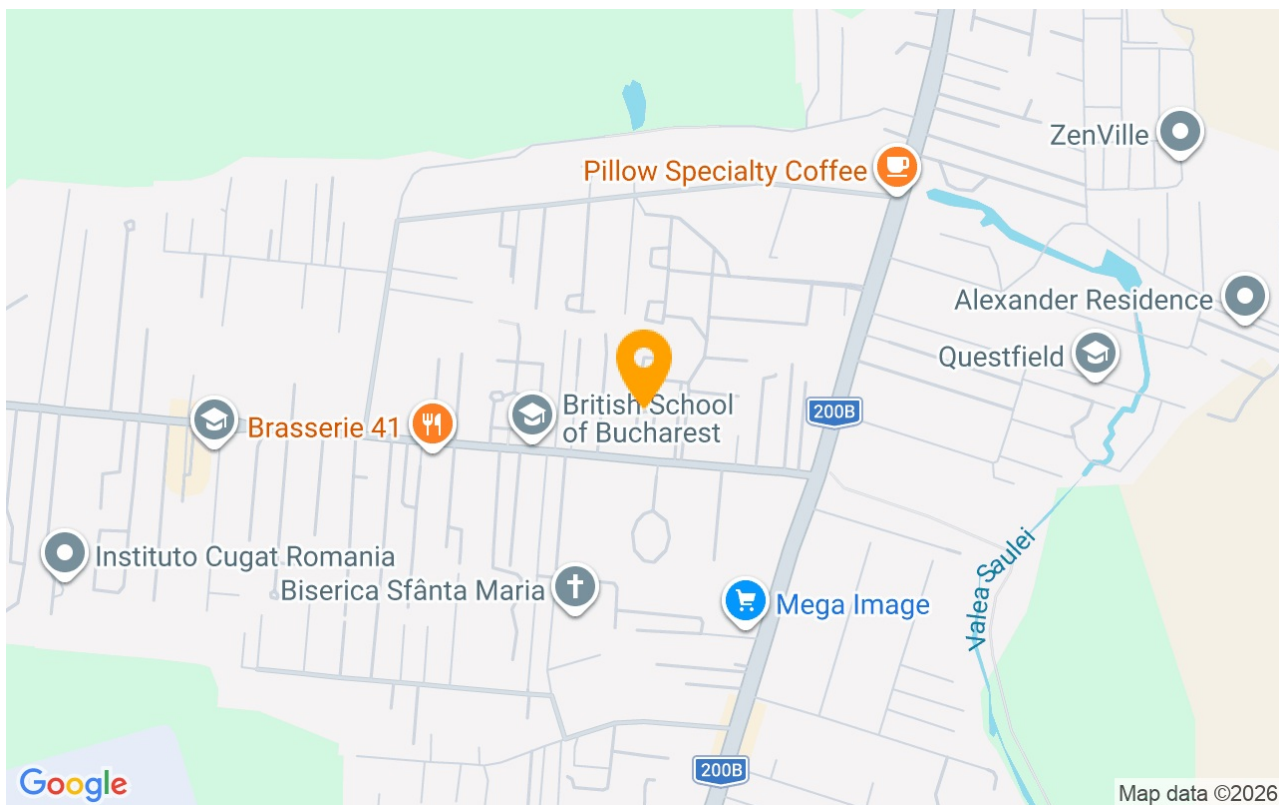 ZenVille
Pillow Specialty Coffee
Alexander Residence
Questfield
British School
of Bucharest
200B
Brasserie 41
Instituto Cugat Romania
Valea Saulei
Biserica Sfânta Maria
Mega Image
200B
Google
Map data ©2026